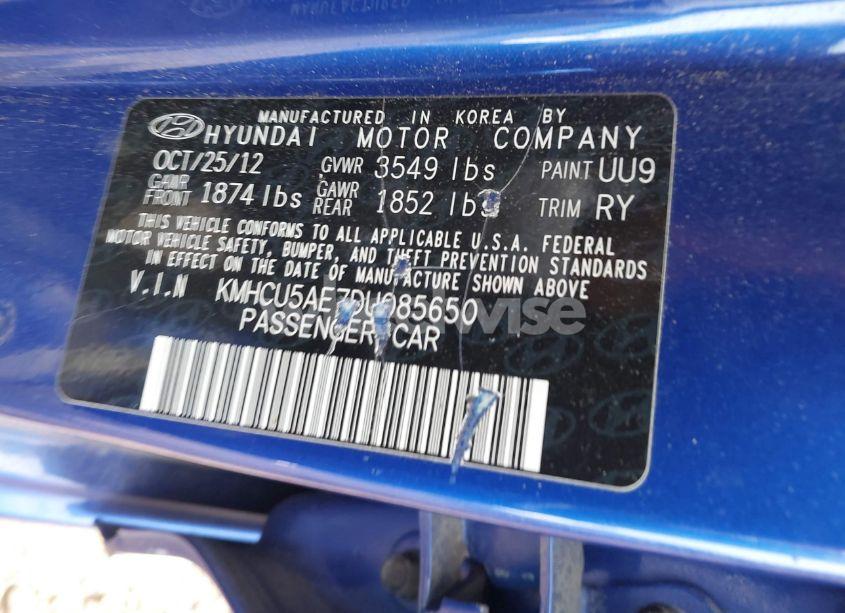 MANUFACTURED IN KOREA BY
HYUNDAI MOTOR COMPANY
OCT/25/12 GVWR 3549 lbs PAINT UU9
GAWR FRONT 1874 lbs GAWR REAR 1852 lbs TRIM RY
THIS VEHICLE CONFORMS TO ALL APPLICABLE U.S.A. FEDERAL
MOTOR VEHICLE SAFETY, BUMPER, AND THEFT PREVENTION STANDARDS
IN EFFECT ON THE DATE OF MANUFACTURE SHOWN ABOVE
V.I.N KMHCU5AE7DU085650
PASSENGER CAR